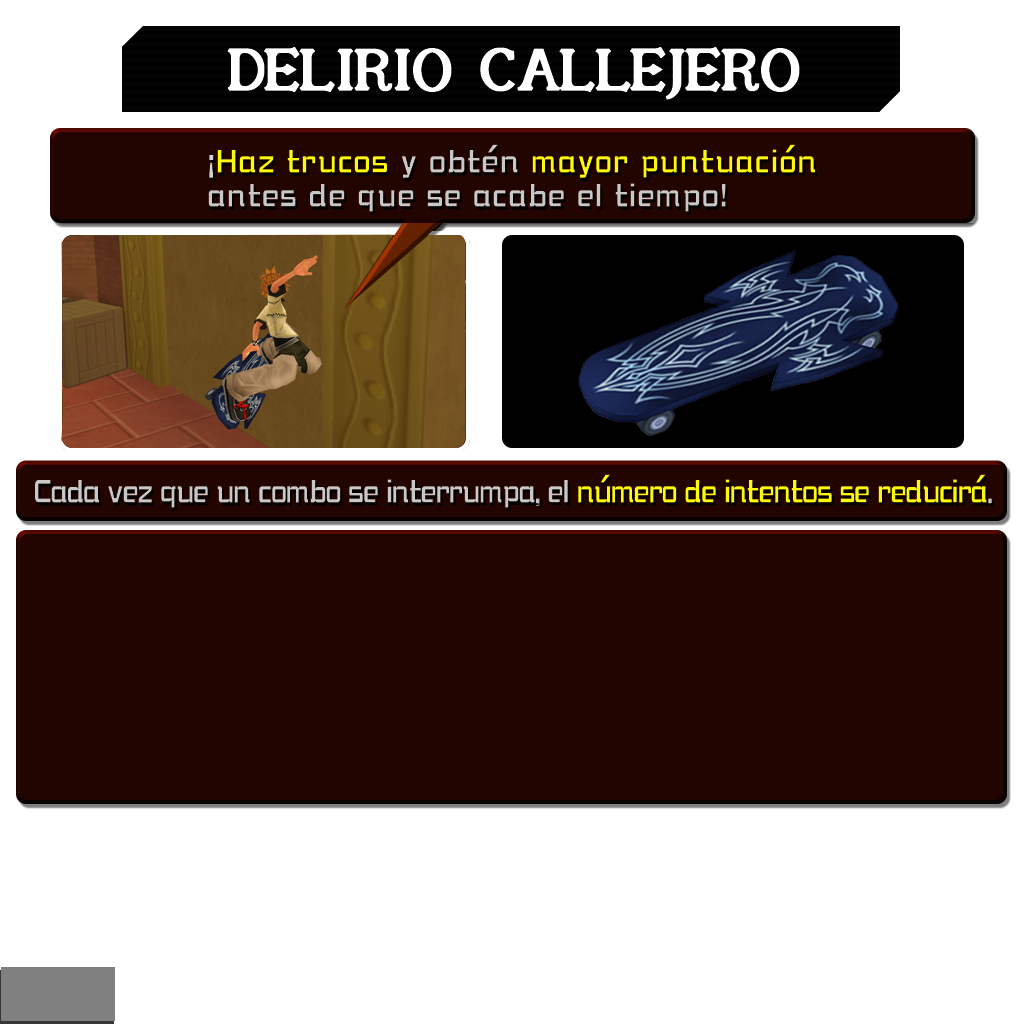 DELIRIO CALLEJERO
¡Haz trucos y obtén mayor puntuación
antes de que se acabe el tiempo!
Cada vez que un combo se interrumpa, el número de intentos se reducirá.